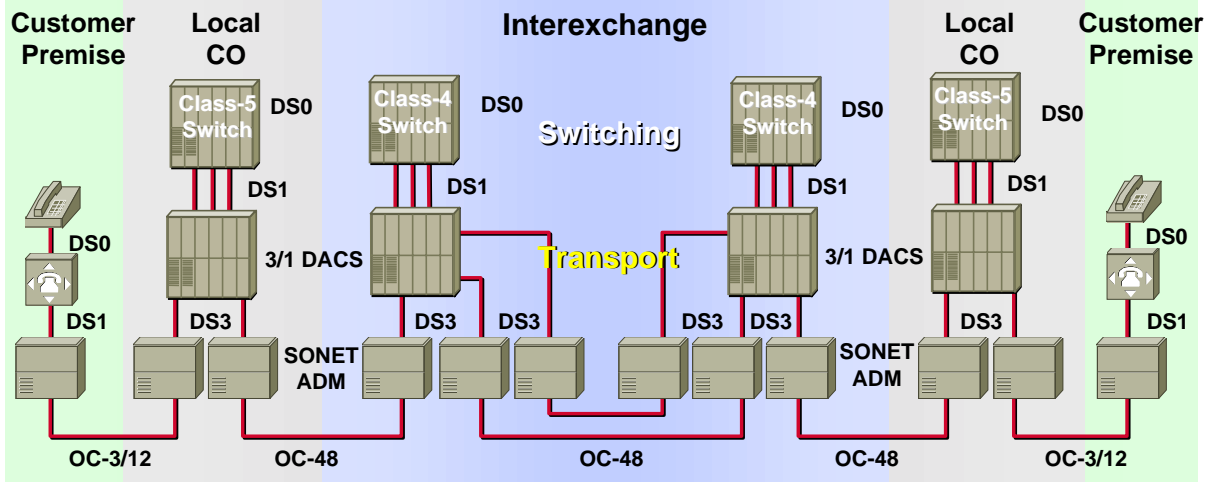 Customer Premise
Local CO
Interexchange
Local CO
Customer Premise
Class-5 Switch
DS0
Class-4 Switch
DS0
Switching
Class-4 Switch
DS0
Class-5 Switch
DS0
DS1
DS1
DS1
DS1
DS0
3/1 DACS
Transport
3/1 DACS
DS0
DS1
DS3
DS3
DS3
DS3
DS3
DS3
DS1
SONET ADM
SONET ADM
OC-3/12
OC-48
OC-48
OC-48
OC-3/12